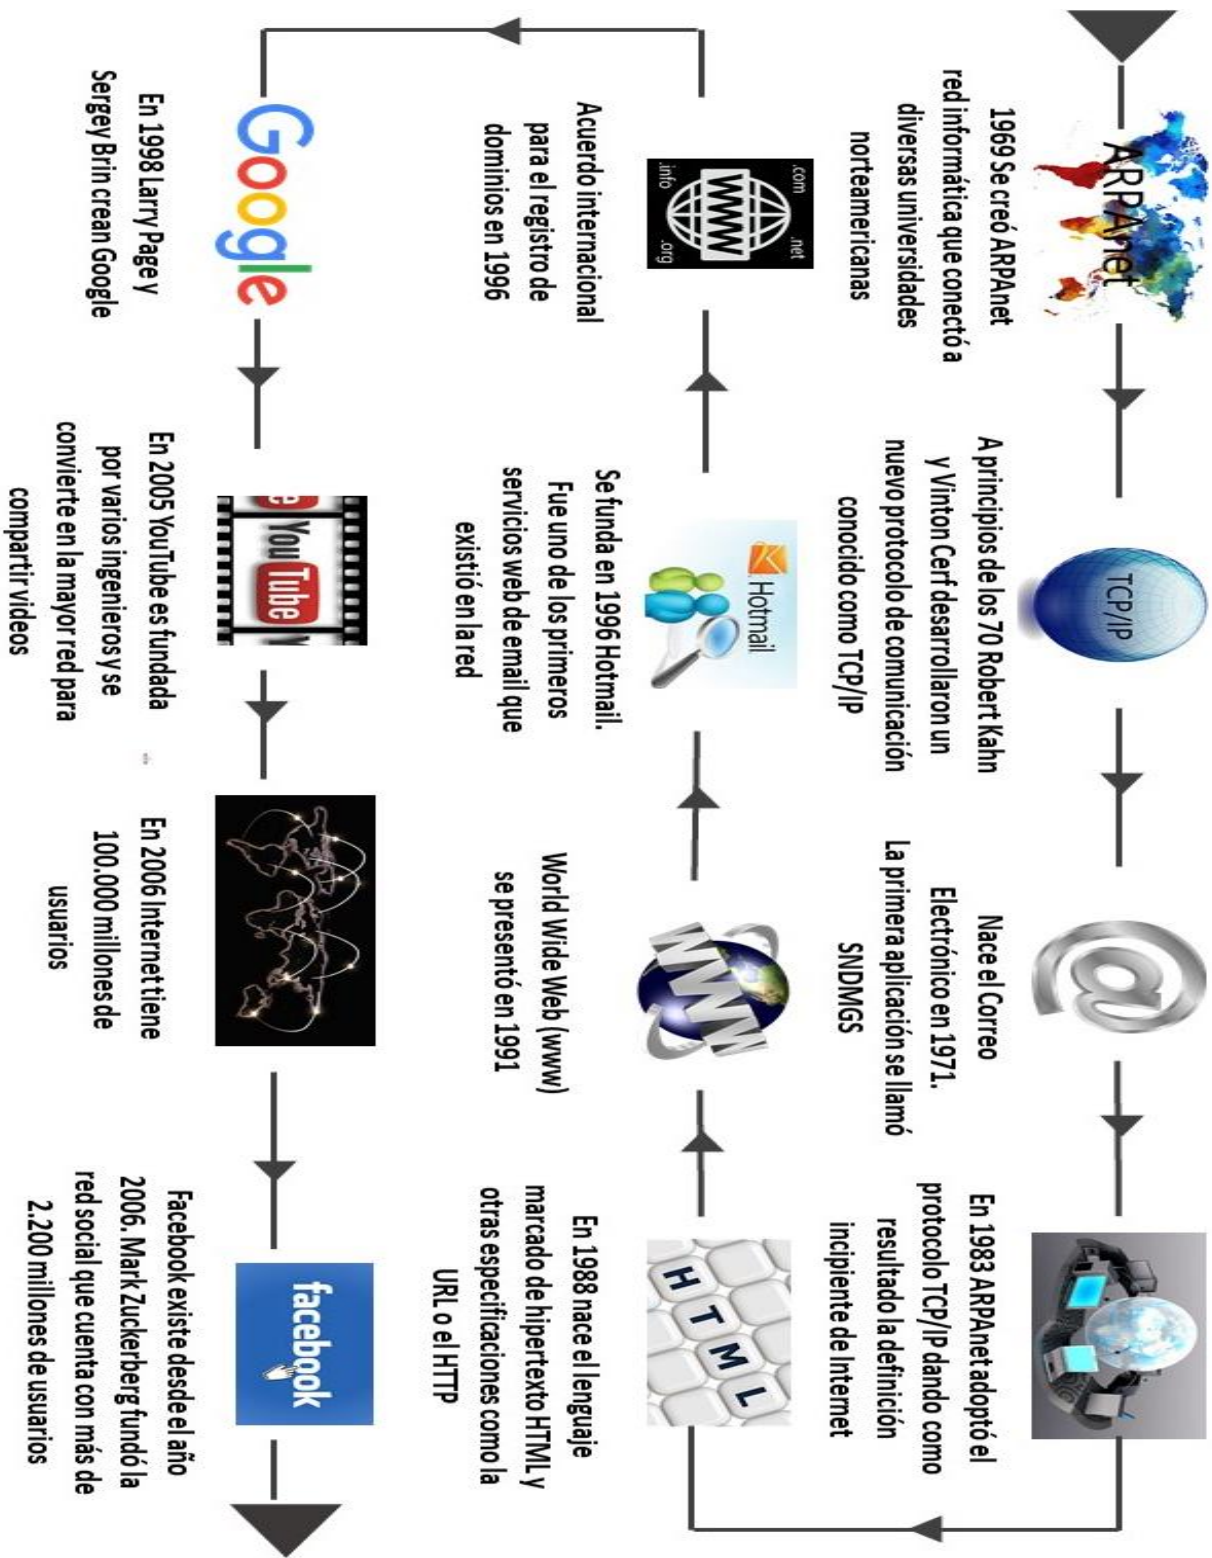 ARPAnet
1969 Se creó ARPAnet
red informática que conectó a
diversas universidades
norteamericanas
TCP/IP
A principios de los 70 Robert Kahn
y Vinton Cerf desarrollaron un
nuevo protocolo de comunicación
conocido como TCP/IP
@
Nace el Correo
Electrónico en 1971.
La primera aplicación se llamó
SNDMGS
En 1983 ARPAnet adoptó el
protocolo TCP/IP dando como
resultado la definición
incipiente de Internet
HTML
En 1988 nace el lenguaje
marcado de hipertexto HTML y
otras especificaciones como la
URL o el HTTP
WWW
World Wide Web (www)
se presentó en 1991
Hotmail
Se funda en 1996 Hotmail.
Fue uno de los primeros
servicios web de email que
existió en la red
.com .net
WWW
.info .org
Acuerdo internacional
para el registro de
dominios en 1996
Google
En 1998 Larry Page y
Sergey Brin crean Google
e YouTube Y
En 2005 YouTube es fundada
por varios ingenieros y se
convierte en la mayor red para
compartir videos
En 2006 Internet tiene
100.000 millones de
usuarios
facebook
Facebook existe desde el año
2006. Mark Zuckerberg fundó la
red social que cuenta con más de
2.200 millones de usuarios